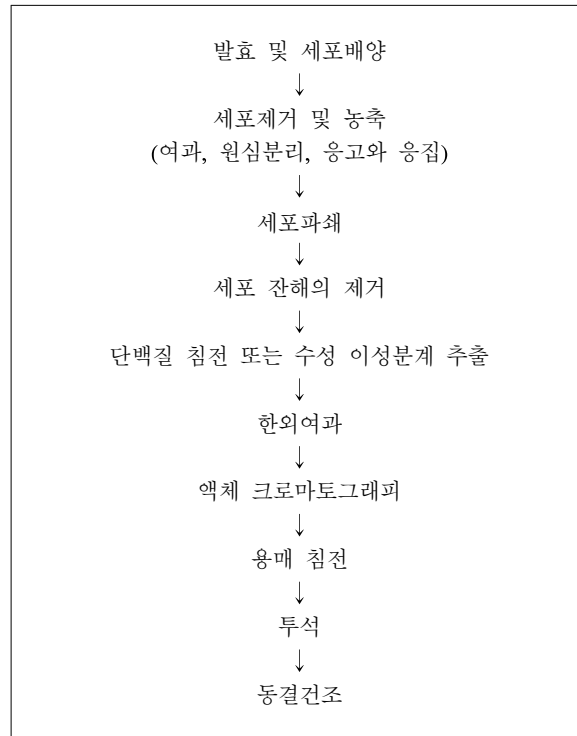 발효 및 세포배양
↓
세포제거 및 농축
(여과, 원심분리, 응고와 응집)
↓
세포파쇄
↓
세포 잔해의 제거
↓
단백질 침전 또는 수성 이성분계 추출
↓
한외여과
↓
액체 크로마토그래피
↓
용매 침전
↓
투석
↓
동결건조